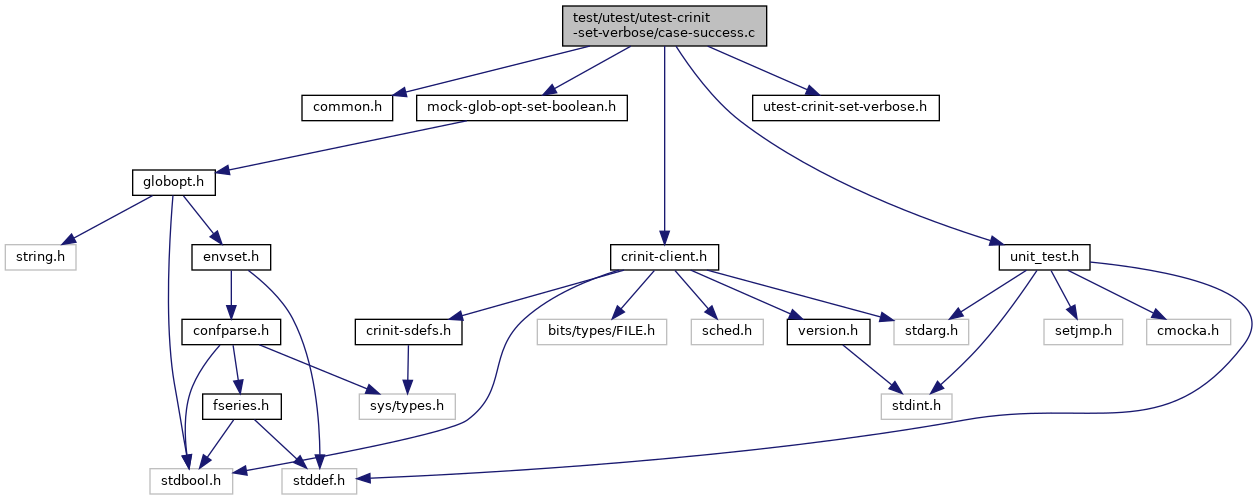 test/utest/utest-crinit
-set-verbose/case-success.c
common.h
mock-glob-opt-set-boolean.h
utest-crinit-set-verbose.h
globopt.h
string.h
envset.h
crinit-client.h
unit_test.h
confparse.h
crinit-sdefs.h
bits/types/FILE.h
sched.h
version.h
stdarg.h
setjmp.h
cmocka.h
fseries.h
sys/types.h
stdint.h
stdbool.h
stddef.h